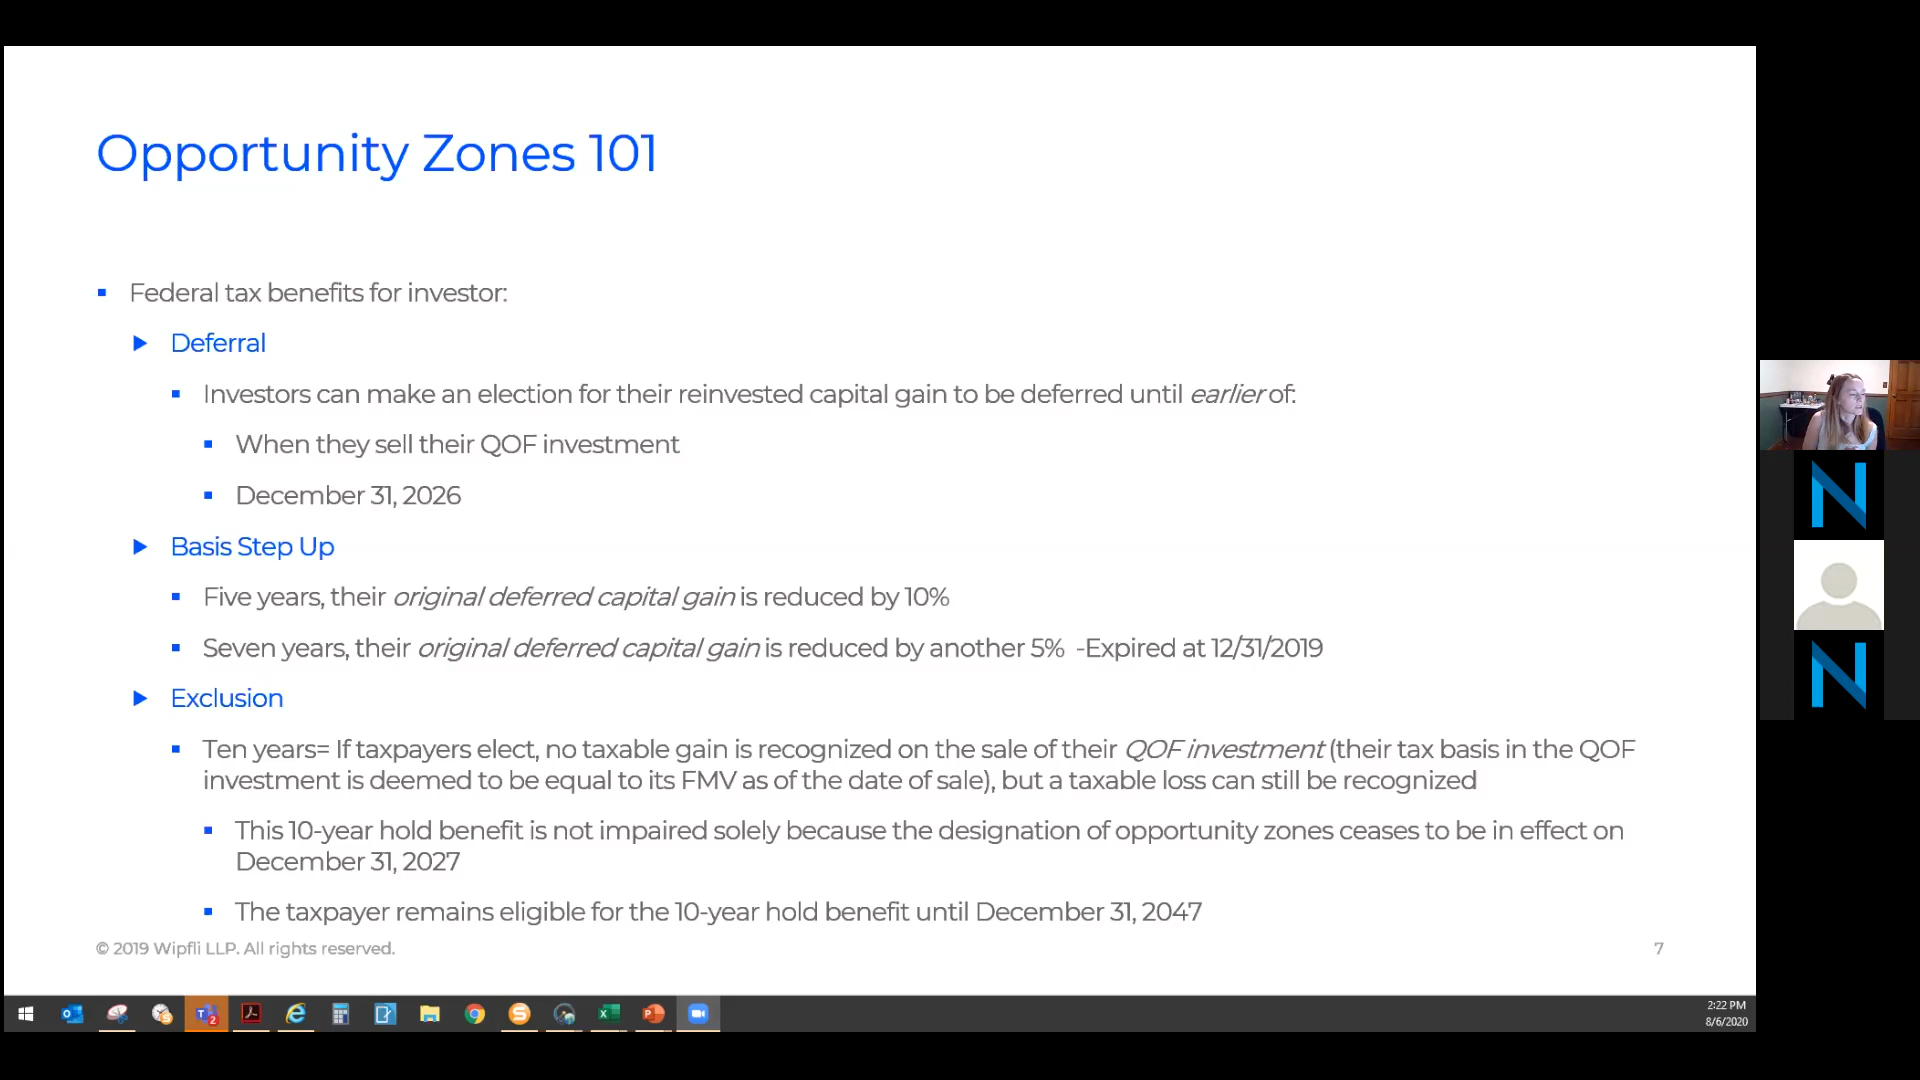 Opportunity Zones 101
Federal tax benefits for investor:
Deferral
Investors can make an election for their reinvested capital gain to be deferred until earlier of:
When they sell their QOF investment
December 31, 2026
Basis Step Up
Five years, their original deferred capital gain is reduced by 10%
Seven years, their original deferred capital gain is reduced by another 5% -Expired at 12/31/2019
Exclusion
Ten years= If taxpayers elect, no taxable gain is recognized on the sale of their QOF investment (their tax basis in the QOF
investment is deemed to be equal to its FMV as of the date of sale), but a taxable loss can still be recognized
This 10-year hold benefit is not impaired solely because the designation of opportunity zones ceases to be in effect on
December 31, 2027
The taxpayer remains eligible for the 10-year hold benefit until December 31, 2047
© 2019 Wipfli LLP. All rights reserved.
7
2:22 PM
8/6/2020